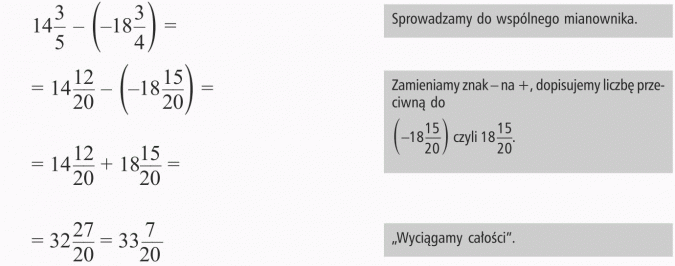 14 3/5 − (−18 3/4) =
Sprowadzamy do wspólnego mianownika.
= 14 12/20 − (−18 15/20) =
Zamieniamy znak – na +, dopisujemy liczbę prze-
ciwną do
(−18 15/20) czyli 18 15/20.
= 14 12/20 + 18 15/20 =
= 32 27/20 = 33 7/20
„Wyciągamy całości”.